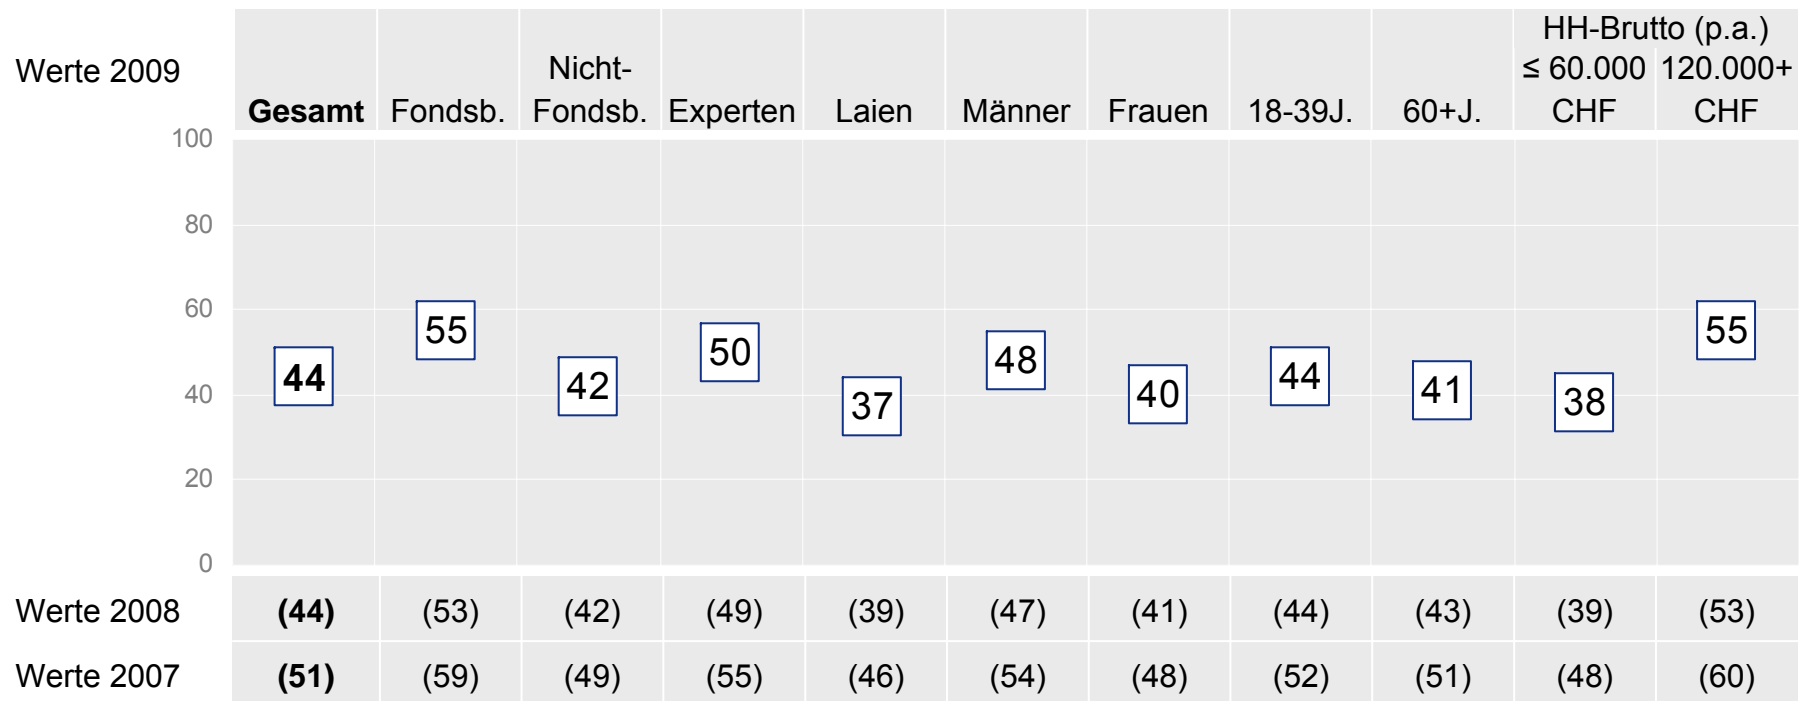 HH-Brutto (p.a.)
Werte 2009 Nicht- ≤ 60.000 120.000+
Gesamt Fondsb. Fondsb. Experten Laien Männer Frauen 18-39J. 60+J. CHF CHF
100
80
60
40
20
0
44 55 42 50 37 48 40 44 41 38 55
Werte 2008 (44) (53) (42) (49) (39) (47) (41) (44) (43) (39) (53)
Werte 2007 (51) (59) (49) (55) (46) (54) (48) (52) (51) (48) (60)